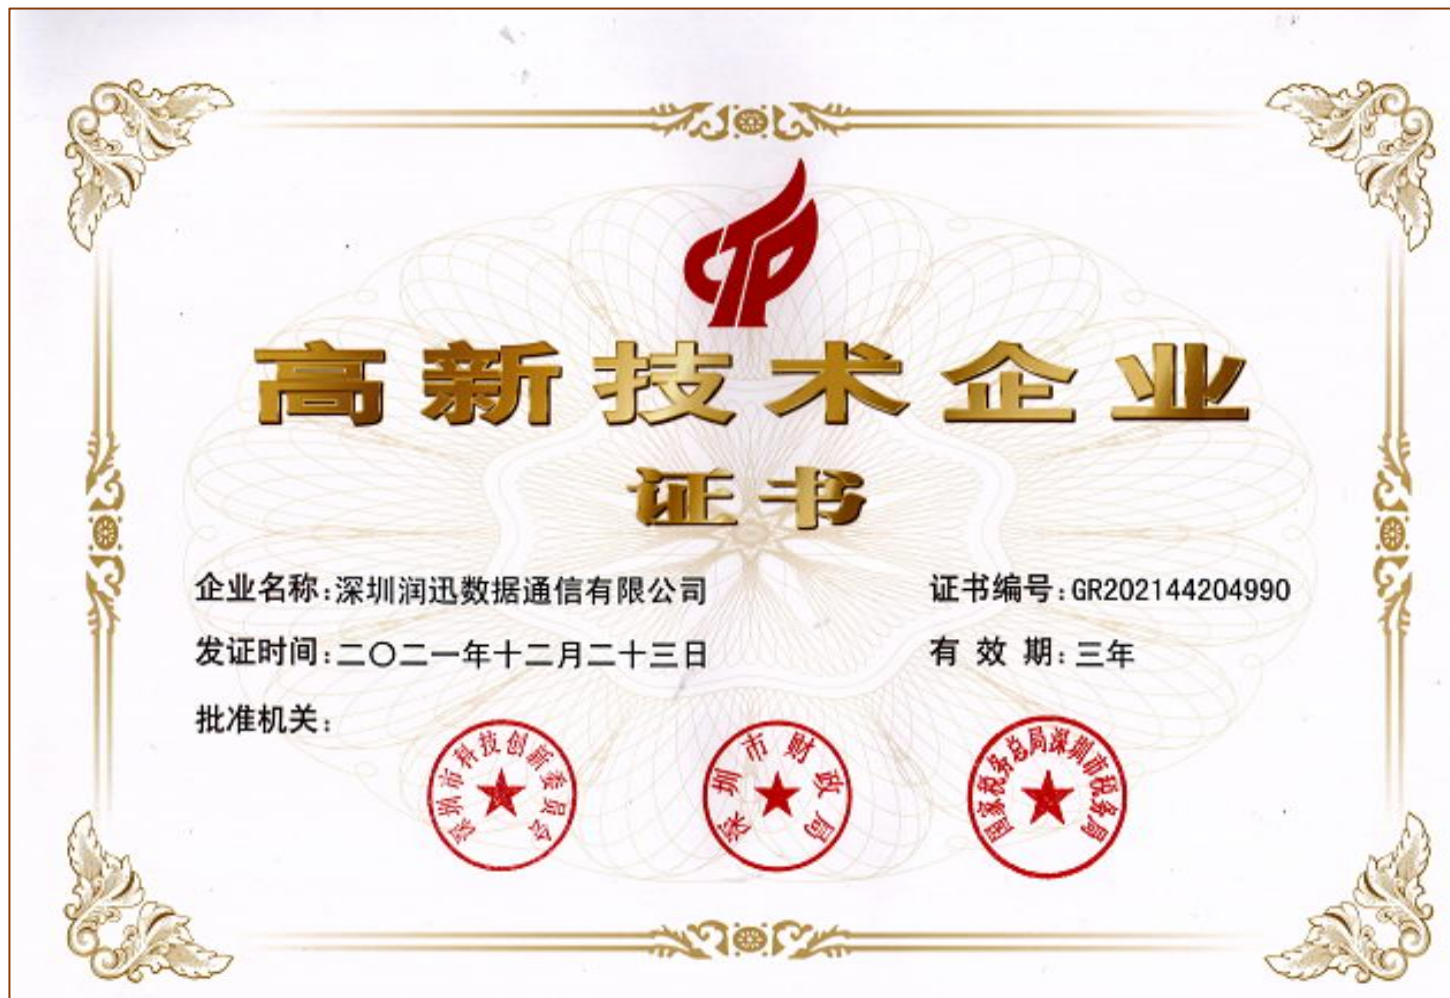 高新技术企业
证书
企业名称:深圳润迅数据通信有限公司 证书编号:GR202144204990
发证时间:二〇二一年十二月二十三日 有 效 期:三年
批准机关:
深圳市科技创新委员会
深圳市财政局
国家税务总局深圳市税务局